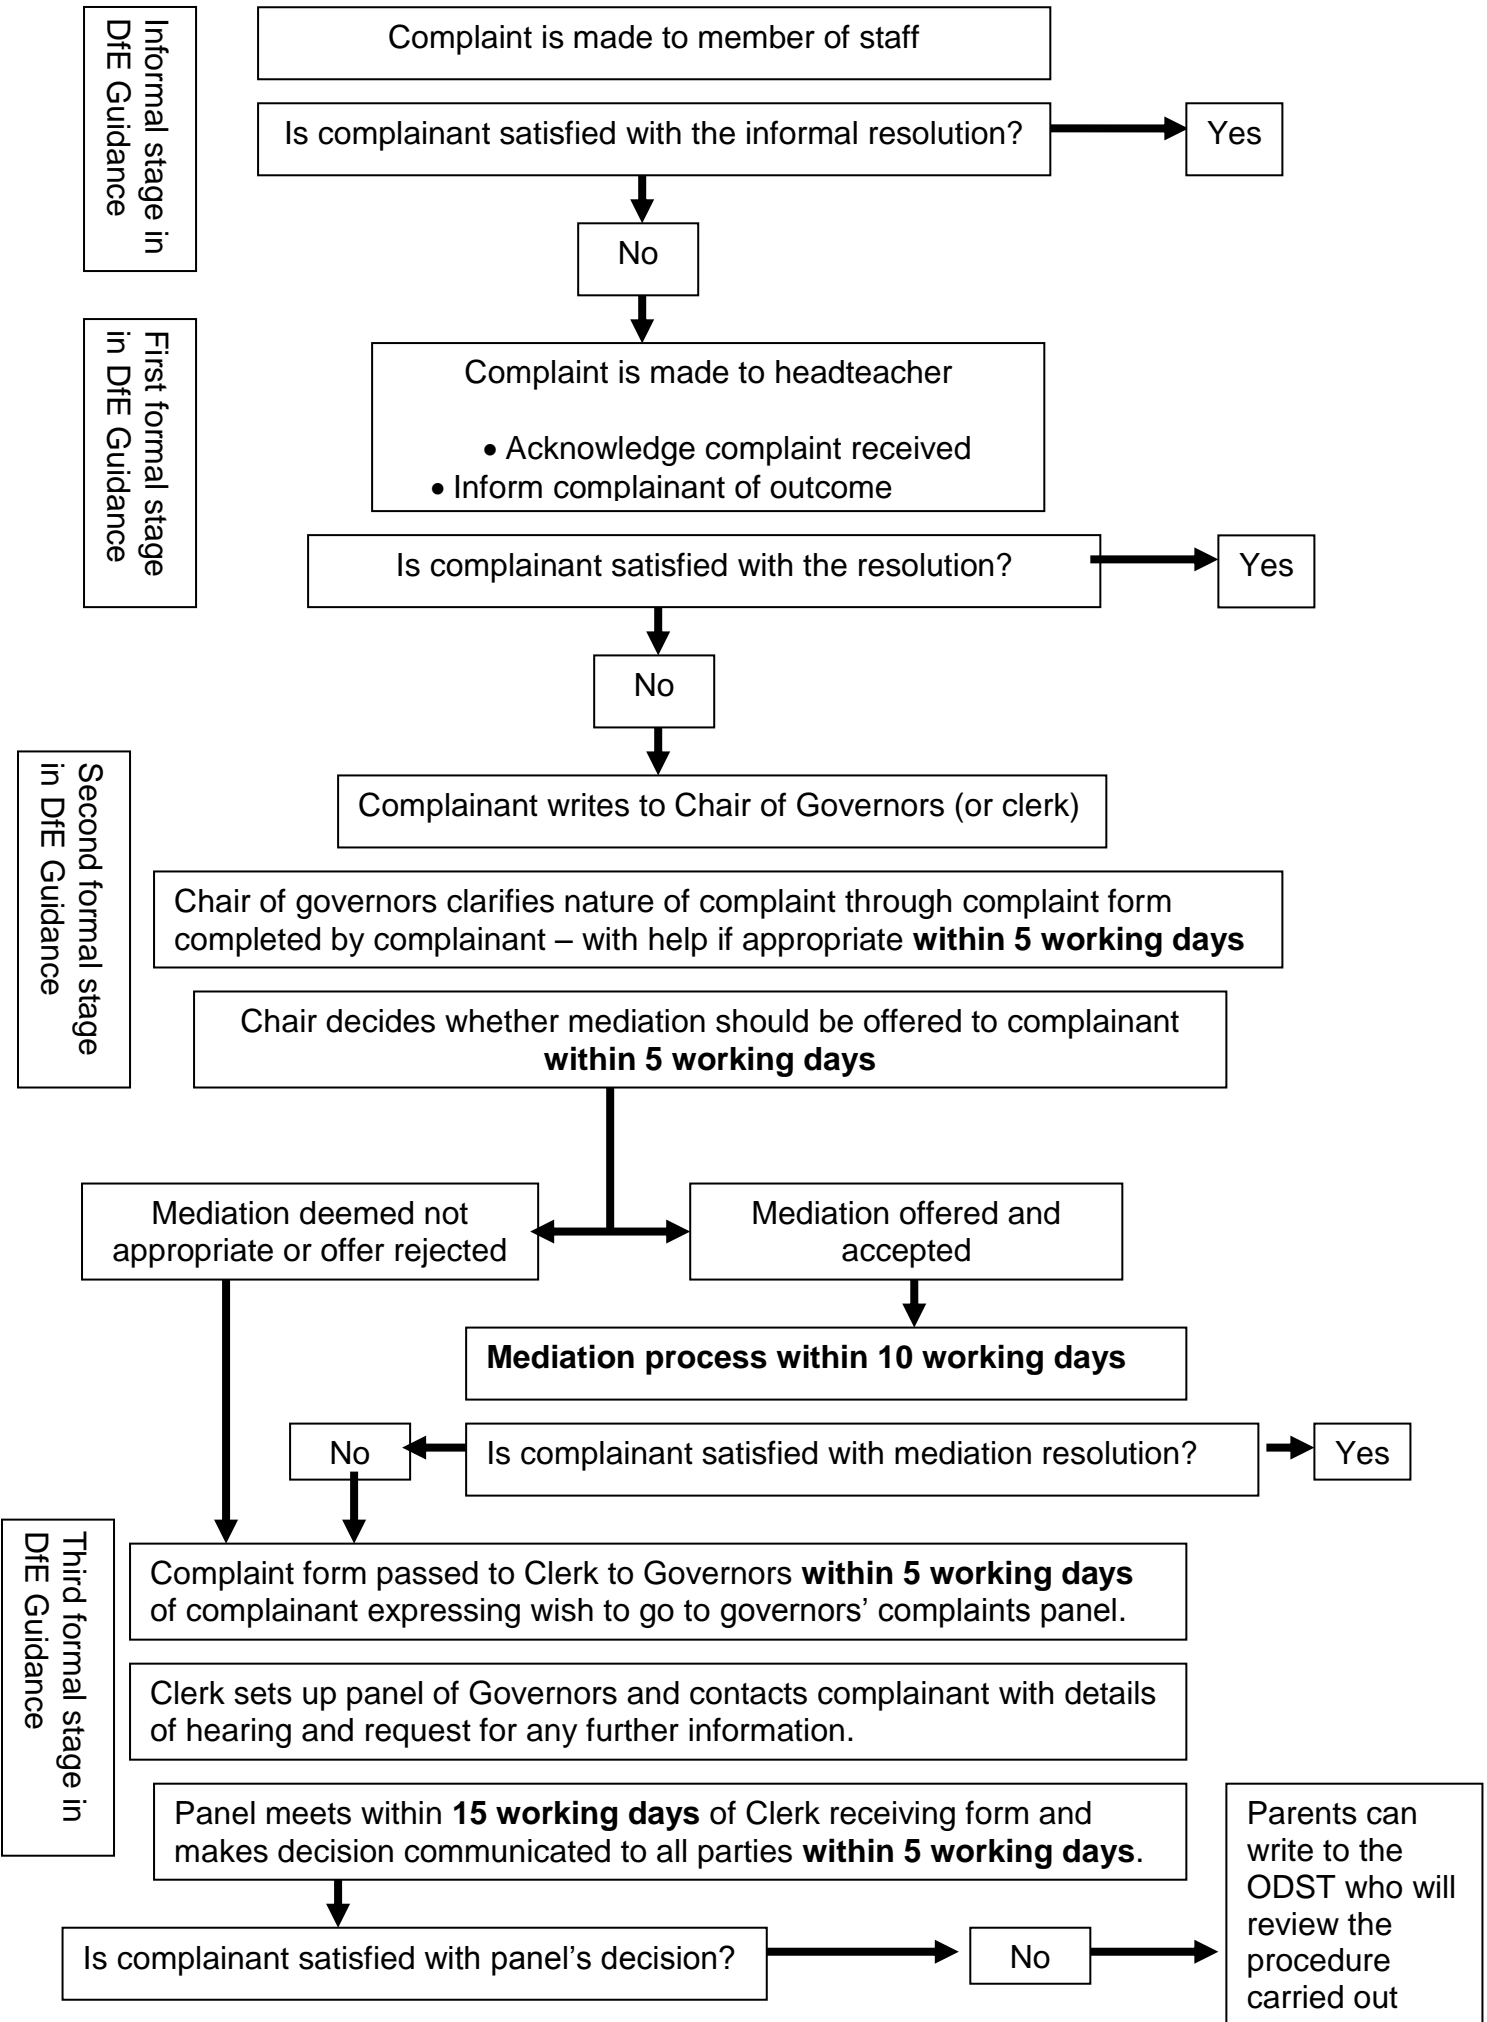 Informal stage in
DfE Guidance
Complaint is made to member of staff
Is complainant satisfied with the informal resolution?
Yes
No
First formal stage
in DfE Guidance
Complaint is made to headteacher
• Acknowledge complaint received
• Inform complainant of outcome
Is complainant satisfied with the resolution?
Yes
No
Second formal stage
in DfE Guidance
Complainant writes to Chair of Governors (or clerk)
Chair of governors clarifies nature of complaint through complaint form
completed by complainant – with help if appropriate within 5 working days
Chair decides whether mediation should be offered to complainant
within 5 working days
Mediation deemed not
appropriate or offer rejected
Mediation offered and
accepted
Mediation process within 10 working days
No
Is complainant satisfied with mediation resolution?
Yes
Third formal stage in
DfE Guidance
Complaint form passed to Clerk to Governors within 5 working days
of complainant expressing wish to go to governors’ complaints panel.
Clerk sets up panel of Governors and contacts complainant with details
of hearing and request for any further information.
Panel meets within 15 working days of Clerk receiving form and
makes decision communicated to all parties within 5 working days.
Is complainant satisfied with panel’s decision?
No
Parents can
write to the
ODST who will
review the
procedure
carried out